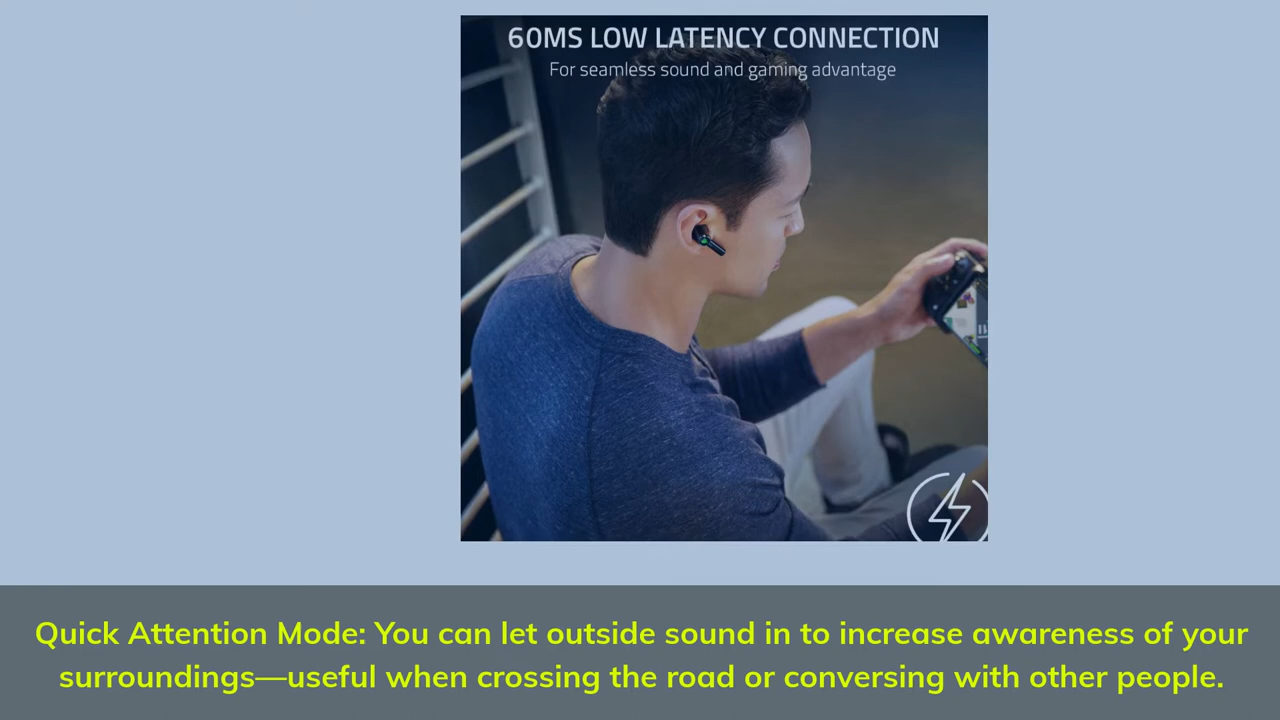 60MS LOW LATENCY CONNECTION
For seamless sound and gaming advantage
Quick Attention Mode: You can let outside sound in to increase awareness of your
surroundings—useful when crossing the road or conversing with other people.